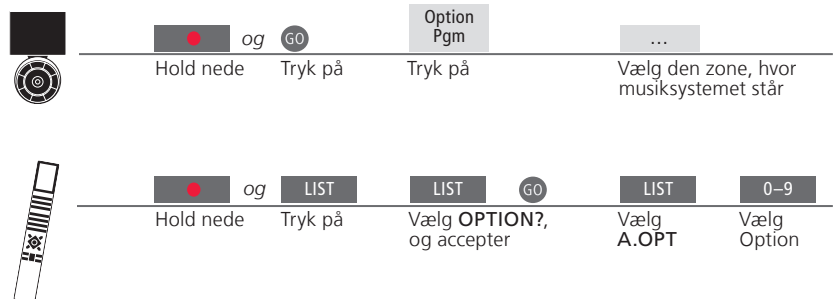 Option
Pgm
og GO ...
Hold nede Tryk på Tryk på Vælg den zone, hvor
musiksystemet står
og LIST LIST GO LIST 0–9
Hold nede Tryk på Vælg OPTION?, Vælg Vælg
og accepter A.OPT Option